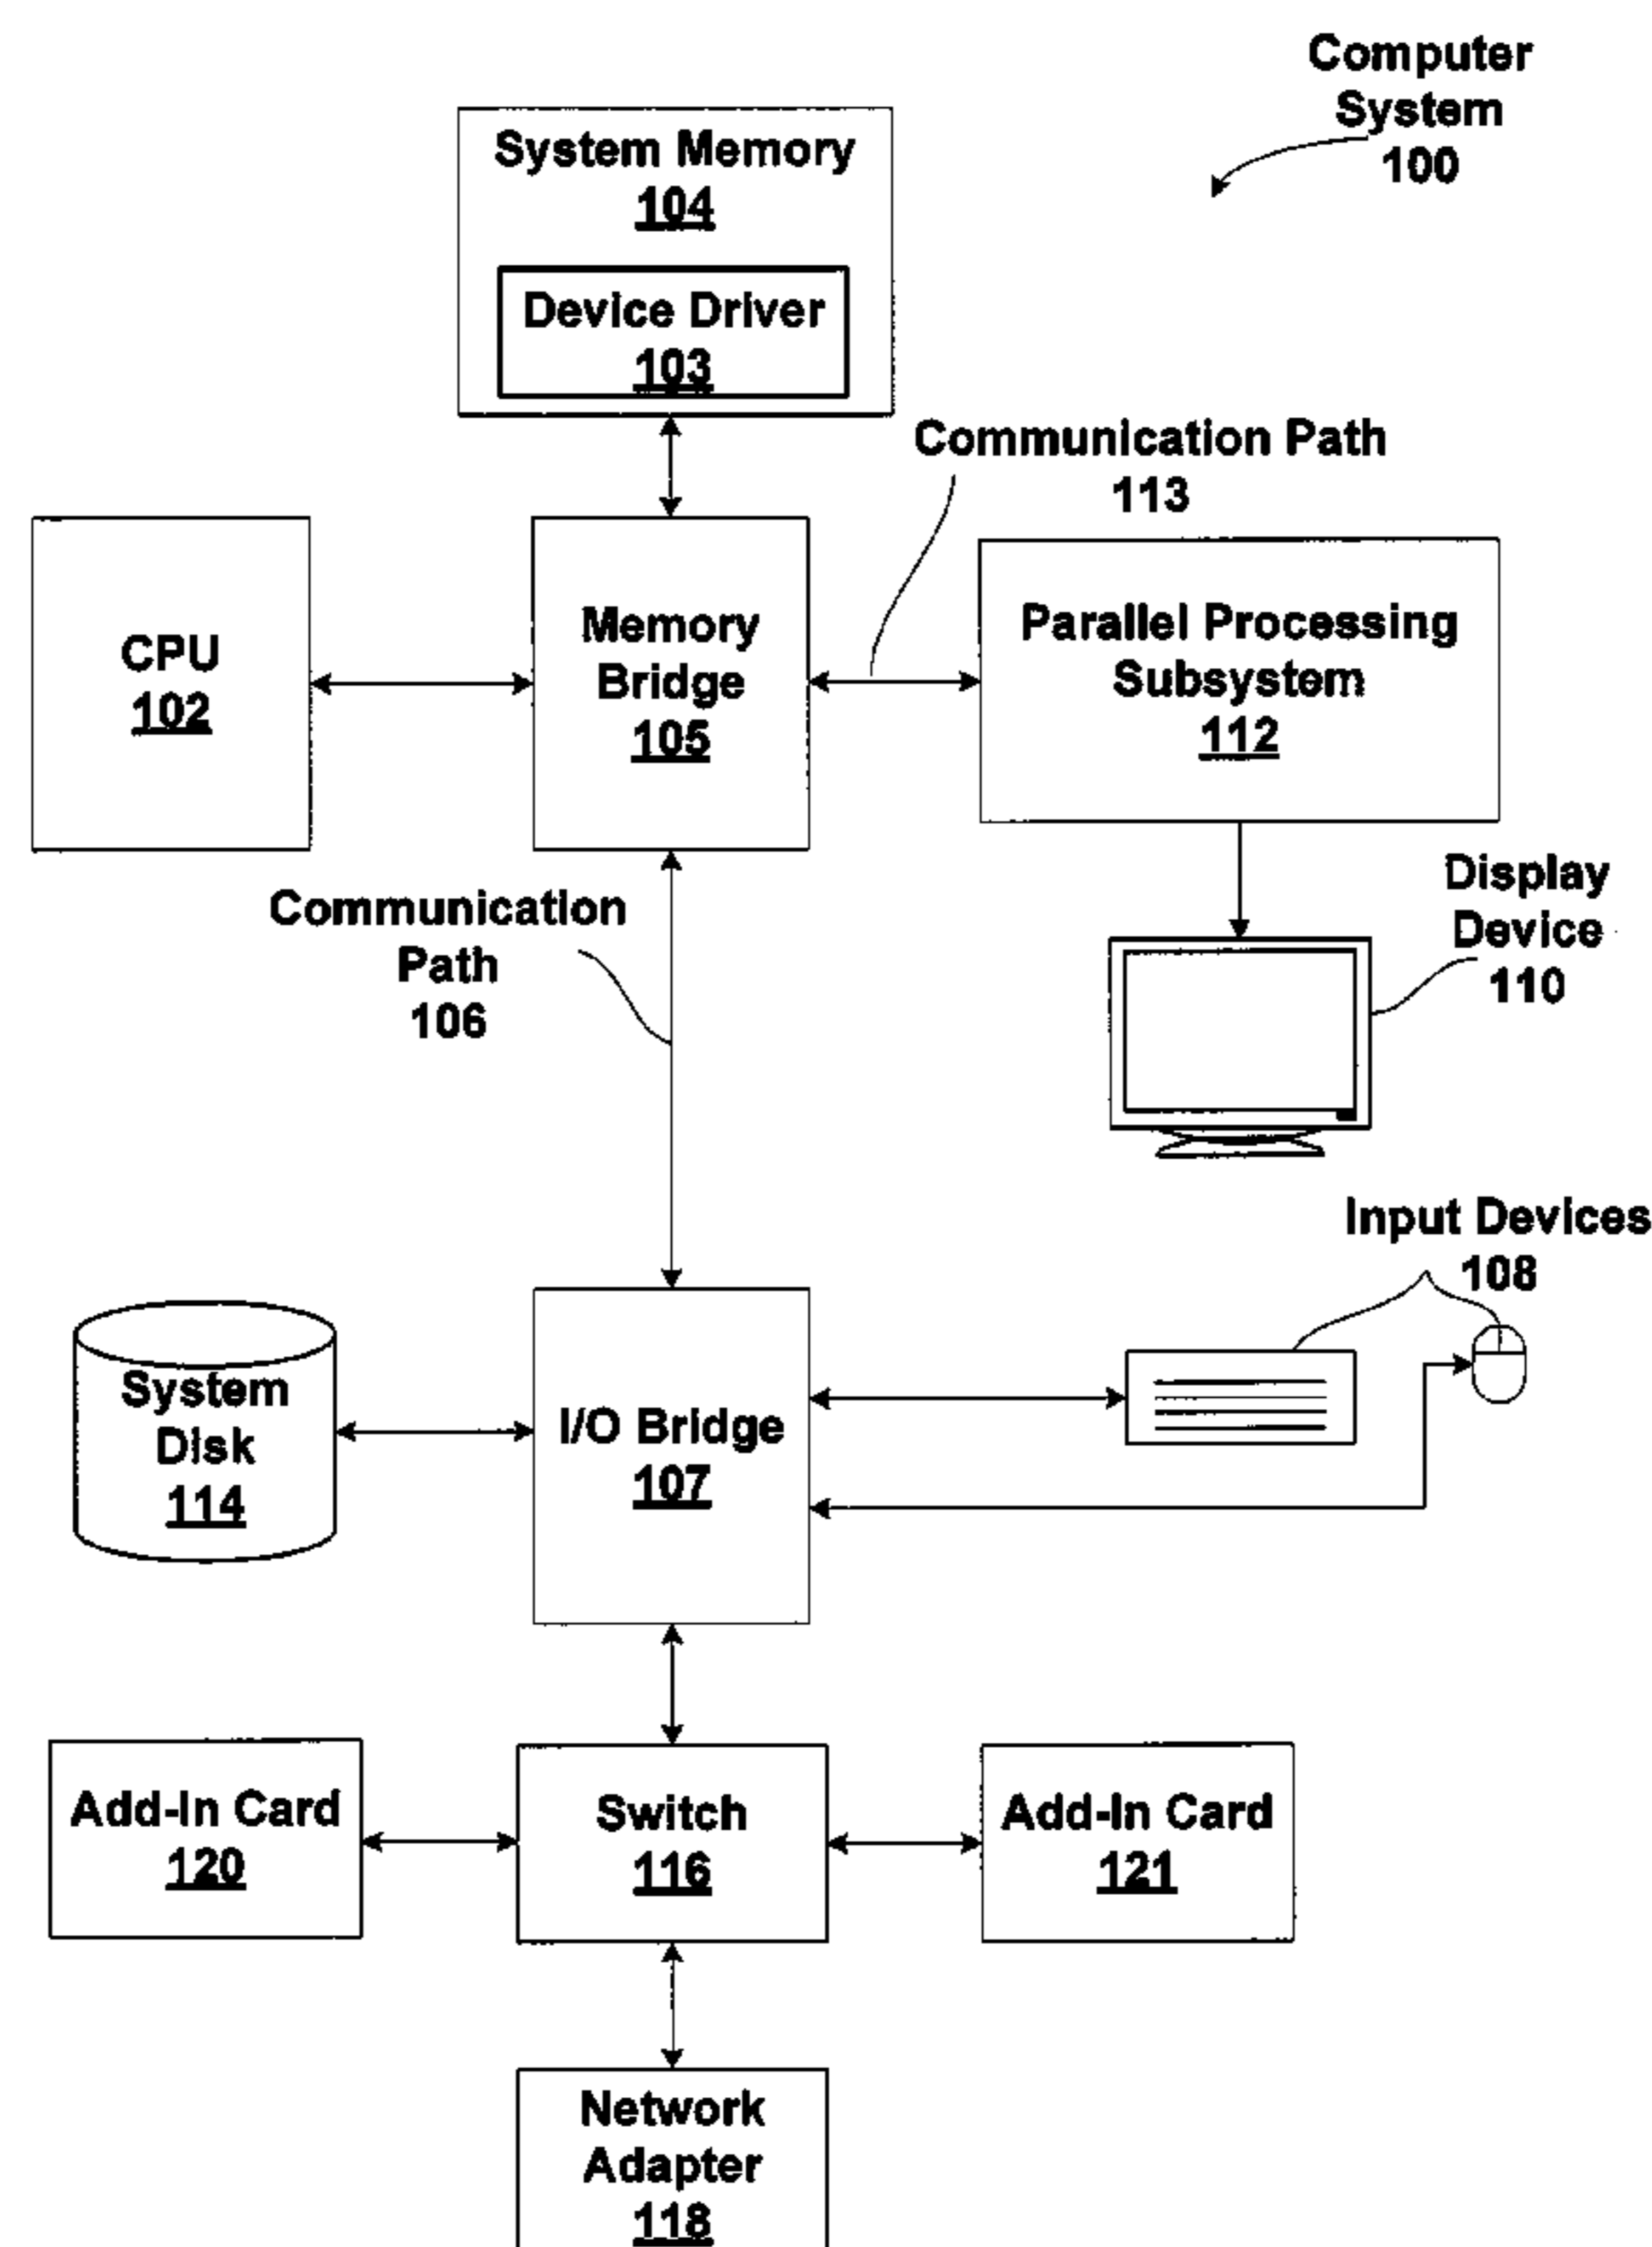 Computer
System
100
System Memory
104
Device Driver
103
Communication Path
113
CPU
102
Memory
Bridge
105
Parallel Processing
Subsystem
112
Communication
Path
106
Display
Device
110
Input Devices
108
System
Disk
114
I/O Bridge
107
Add-In Card
120
Switch
116
Add-In Card
121
Network
Adapter
118